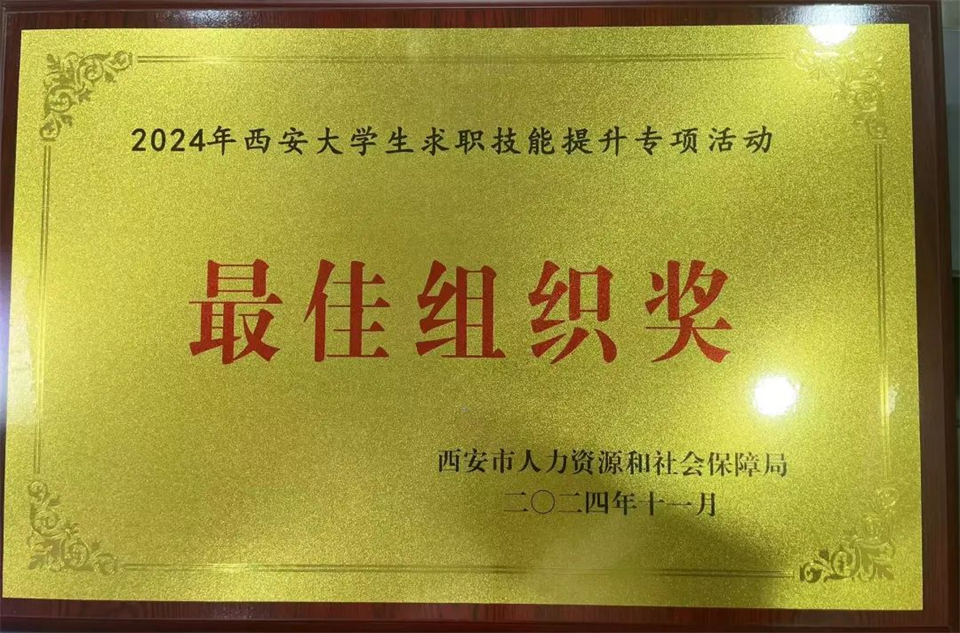 2024年西安大学生求职技能提升专项活动
最佳组织奖
西安市人力资源和社会保障局
二〇二四年十一月